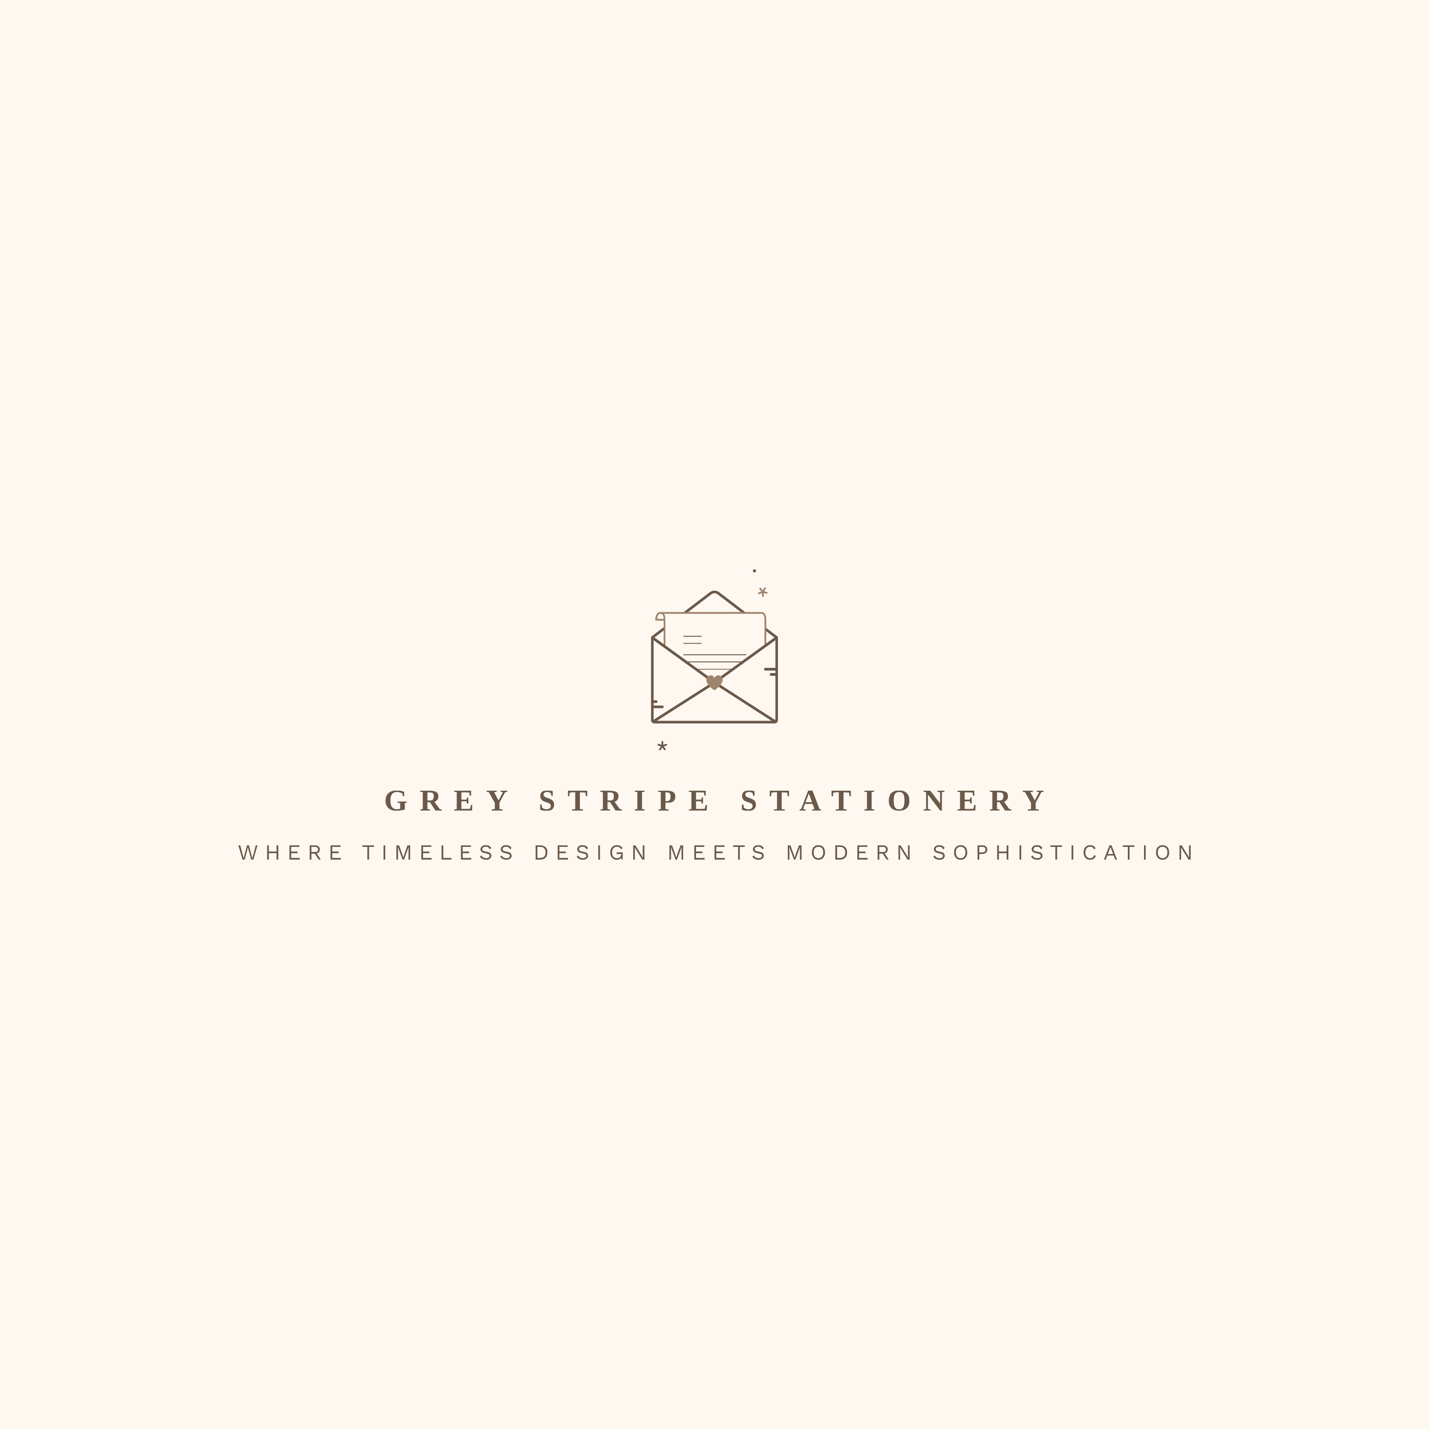 GREY STRIPE STATIONERY
WHERE TIMELESS DESIGN MEETS MODERN SOPHISTICATION